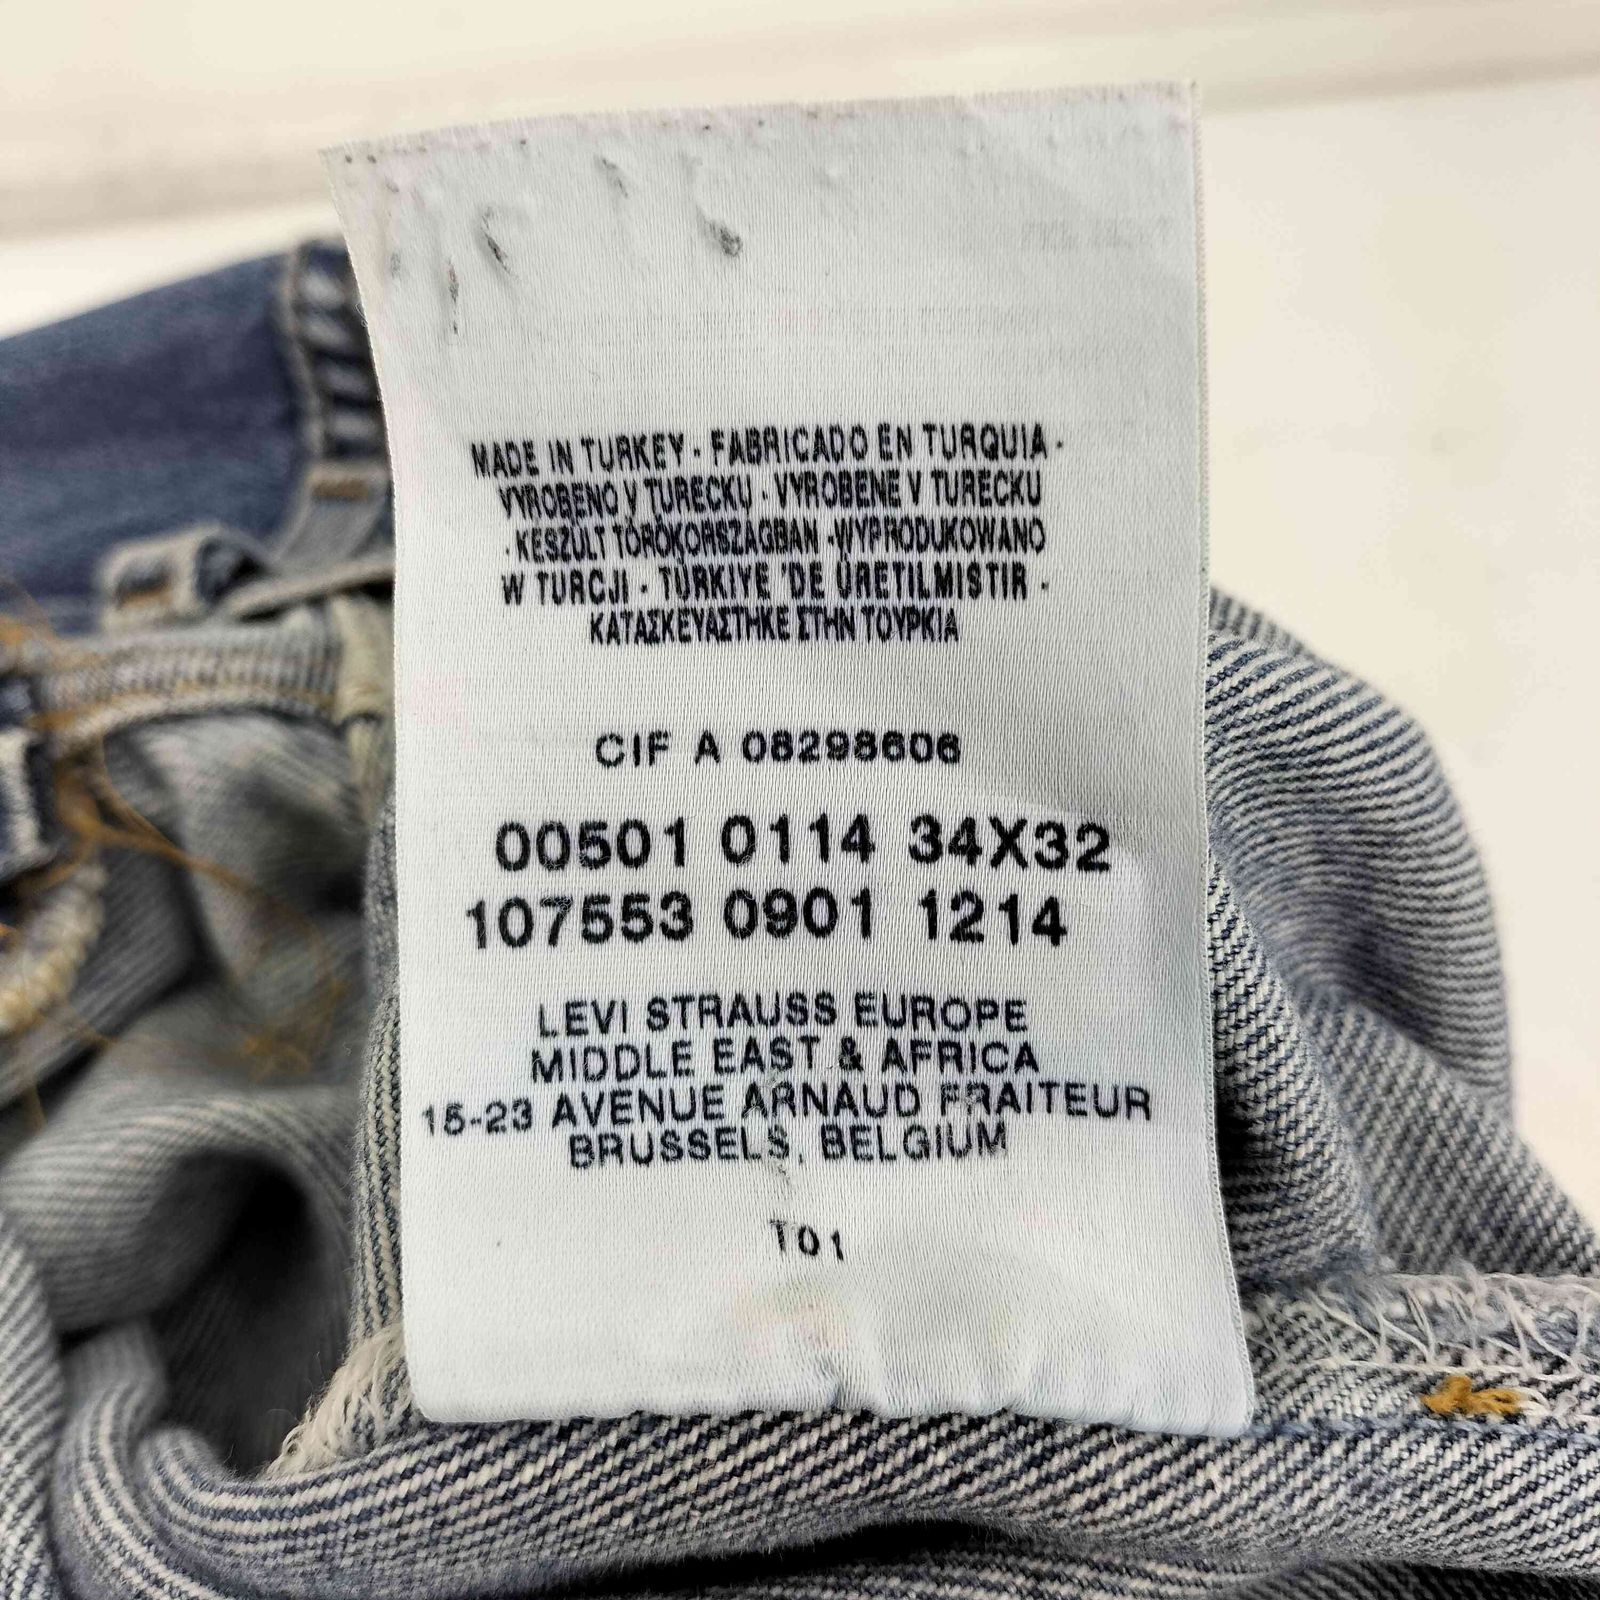 MADE IN TURKEY · FABRICADO EN TURQUIA ·
VYROBENO V TURECKU · VYROBENE V TURECKU
· KESZÜLT TÖRÖKORSZAGBAN · WYPRODUKOWANO
W TURCJI · TÜRKIYE 'DE ÜRETILMISTIR ·
ΚΑΤΑΣΚΕΥΑΣΤΗΚΕ ΣΤΗΝ ΤΟΥΡΚΙΑ
CIF A 08298606
00501 0114 34X32
107553 0901 1214
LEVI STRAUSS EUROPE
MIDDLE EAST & AFRICA
15-23 AVENUE ARNAUD FRAITEUR
BRUSSELS, BELGIUM
T01